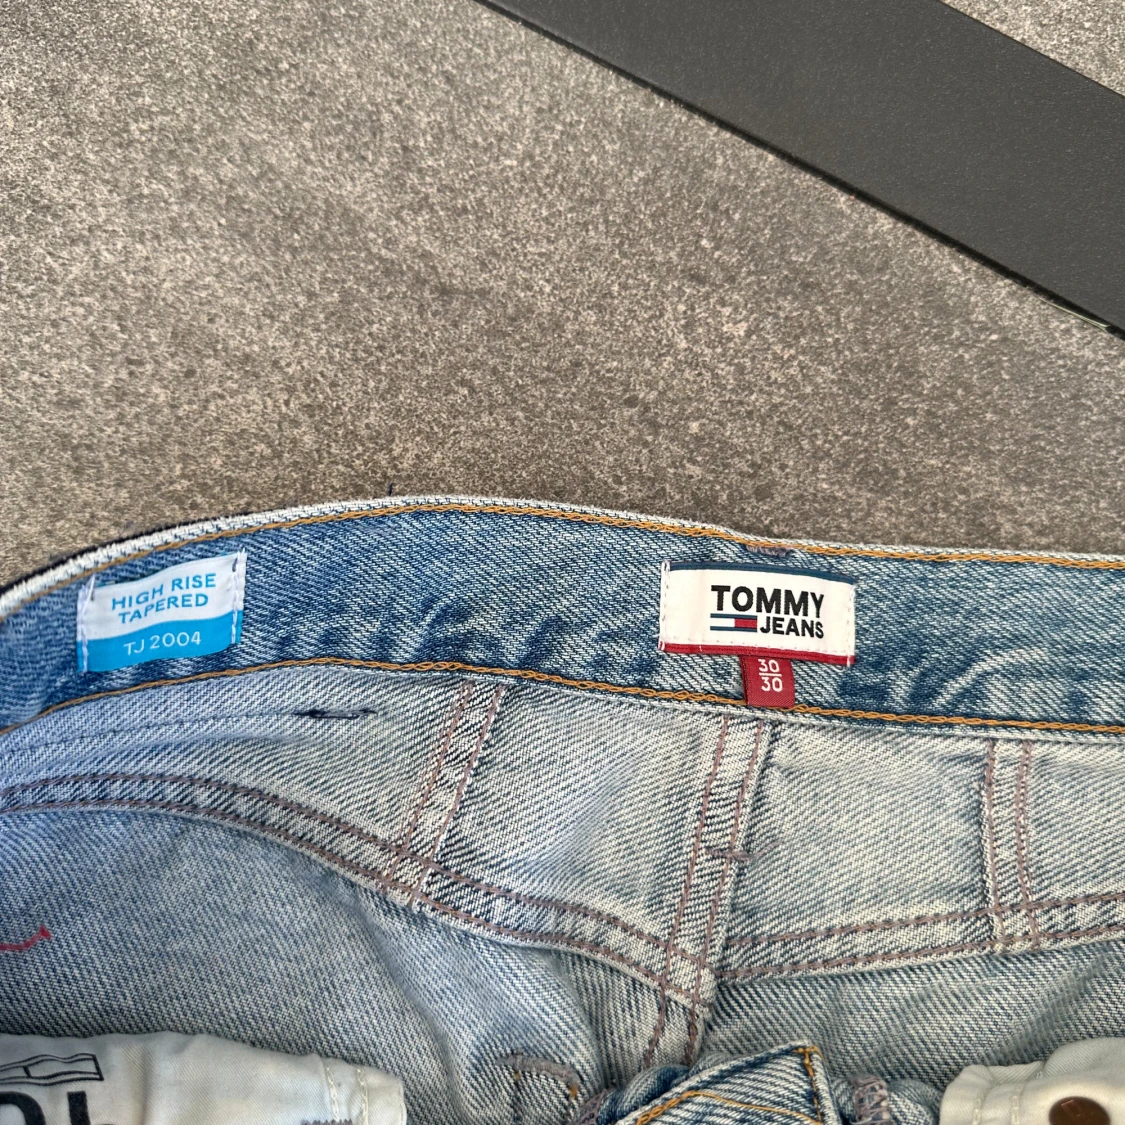 HIGH RISE
TAPERED
TJ 2004
TOMMY
JEANS
30
30